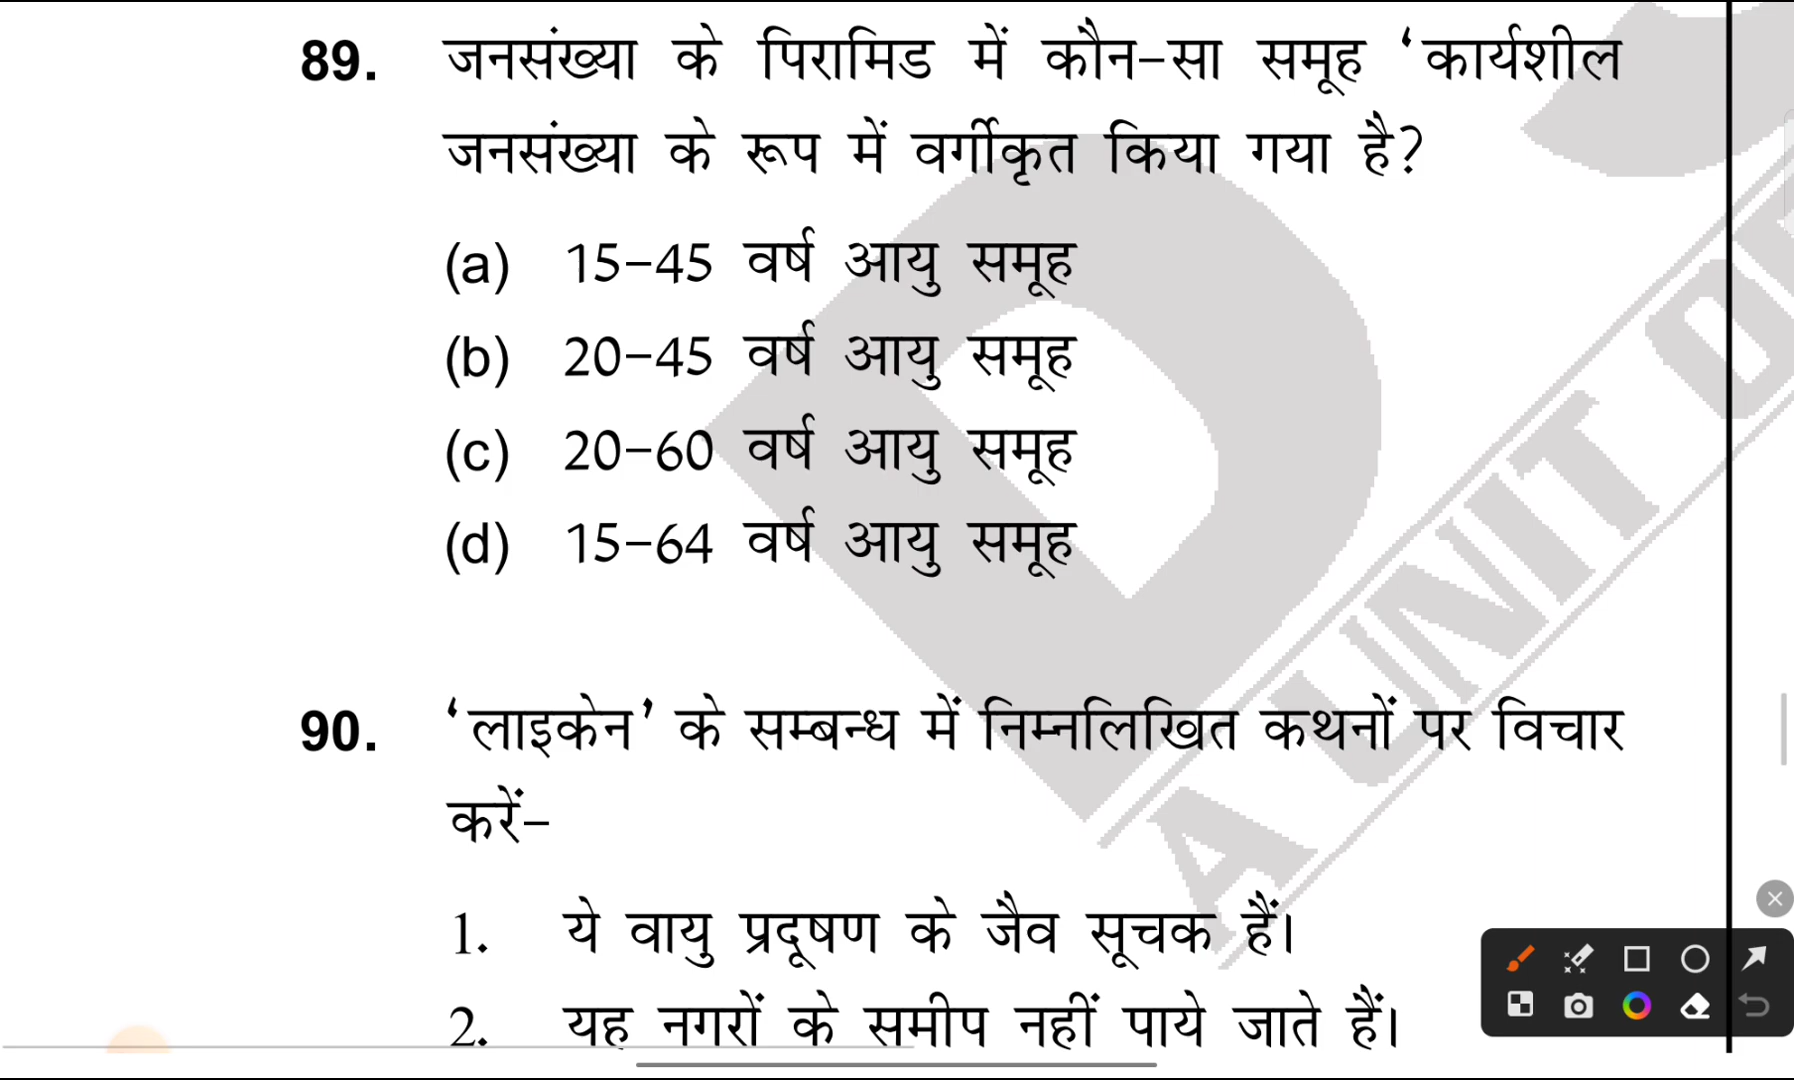 89. जनसंख्या के पिरामिड में कौन-सा समूह ‘कार्यशील
जनसंख्या के रूप में वर्गीकृत किया गया है?
(a) 15-45 वर्ष आयु समूह
(b) 20-45 वर्ष आयु समूह
(c) 20-60 वर्ष आयु समूह
(d) 15-64 वर्ष आयु समूह
90. ‘लाइकेन’ के सम्बन्ध में निम्नलिखित कथनों पर विचार
करें-
1. ये वायु प्रदूषण के जैव सूचक हैं।
2. यह नगरों के समीप नहीं पाये जाते हैं।
A UNIT OF